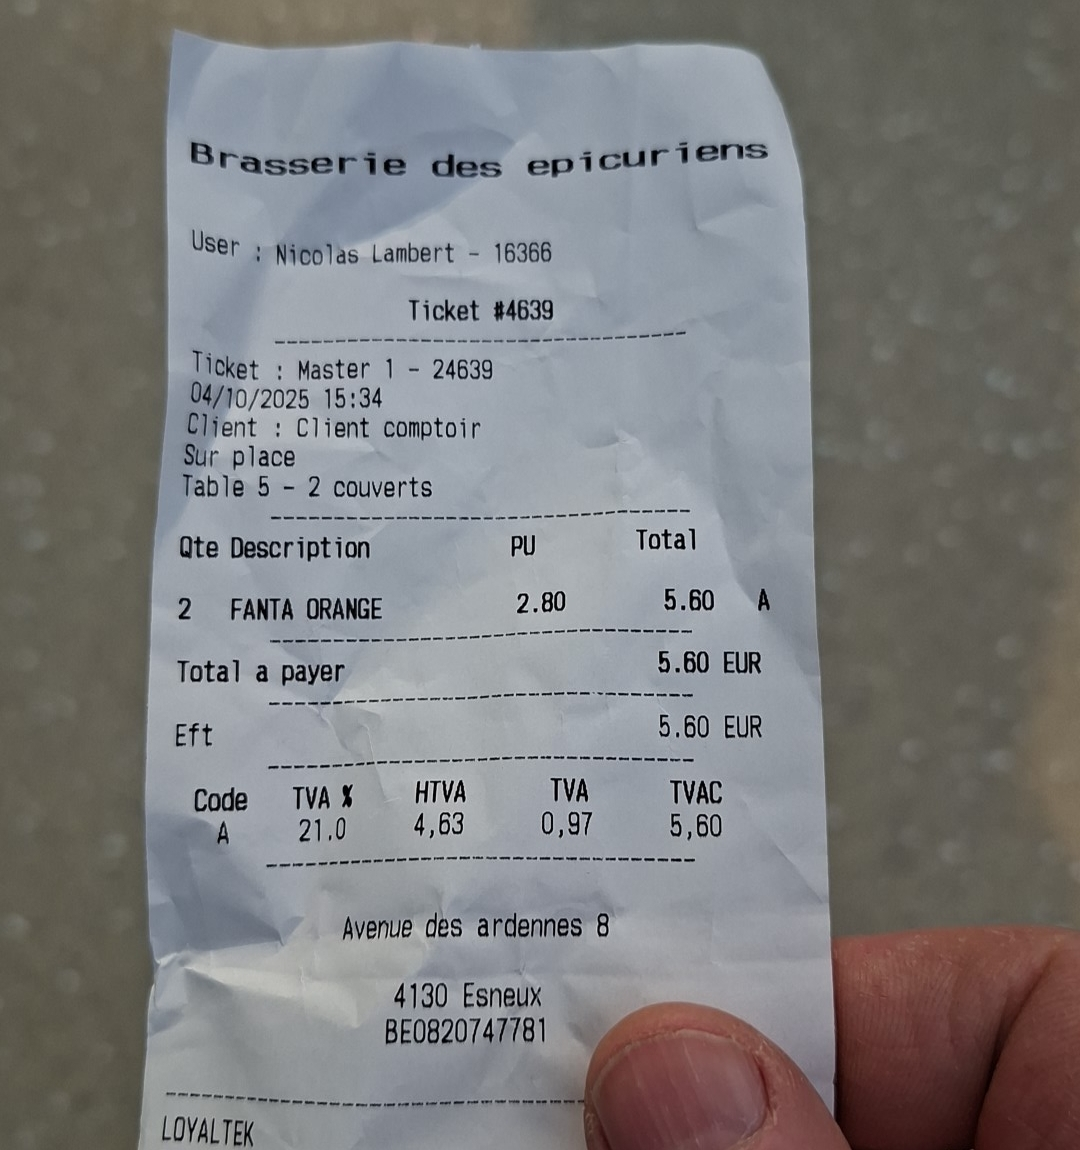 Brasserie des epicuriens
User : Nicolas Lambert - 16366
Ticket #4639
Ticket : Master 1 - 24639
04/10/2025 15:34
Client : Client comptoir
Sur place
Table 5 - 2 couverts
Qte Description PU Total
2 FANTA ORANGE 2.80 5.60 A
Total a payer 5.60 EUR
Eft 5.60 EUR
Code TVA % HTVA TVA TVAC
A 21.0 4,63 0,97 5,60
Avenue des ardennes 8
4130 Esneux
BE0820747781
LOYALTEK